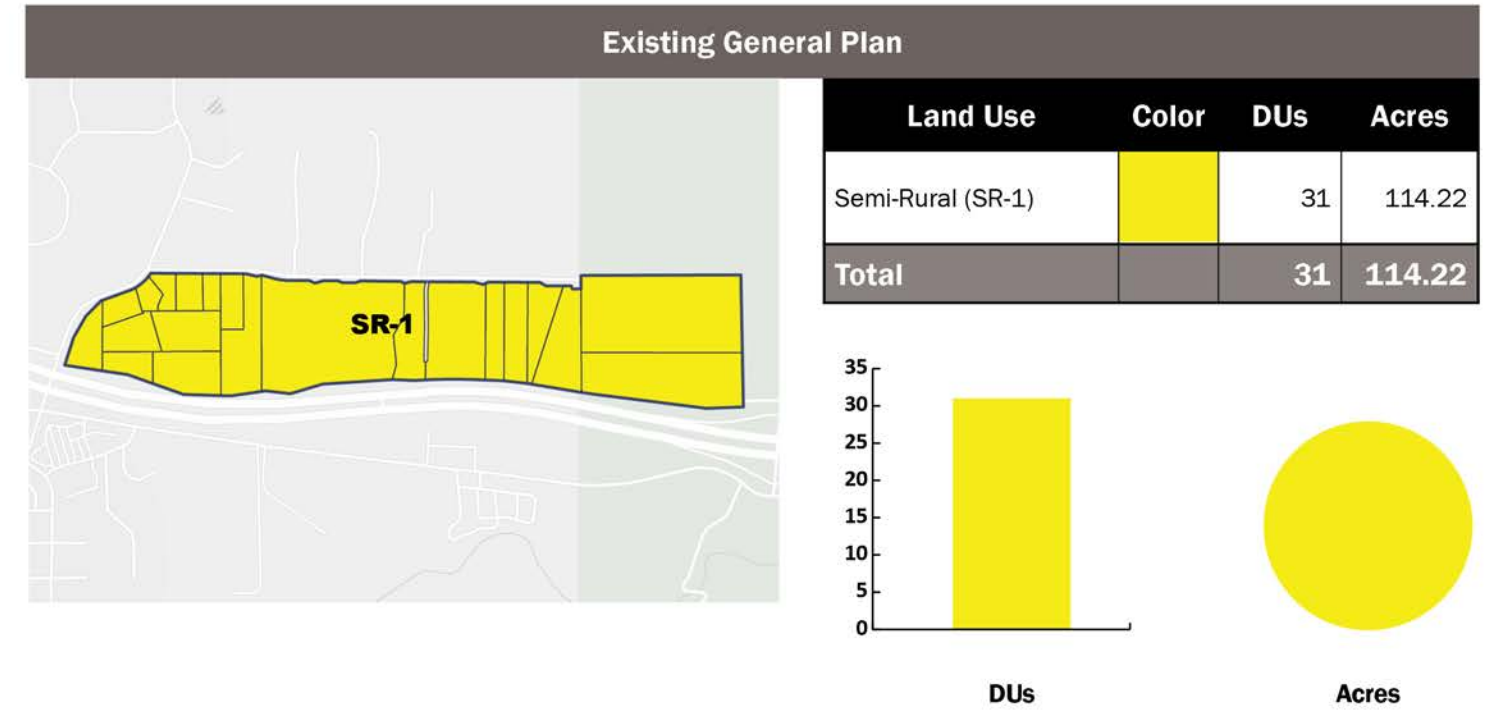 Existing General Plan
Land Use Color DUs Acres
Semi-Rural (SR-1) 31 114.22
Total 31 114.22
SR-1
35
30
25
20
15
10
5
0
DUs
Acres